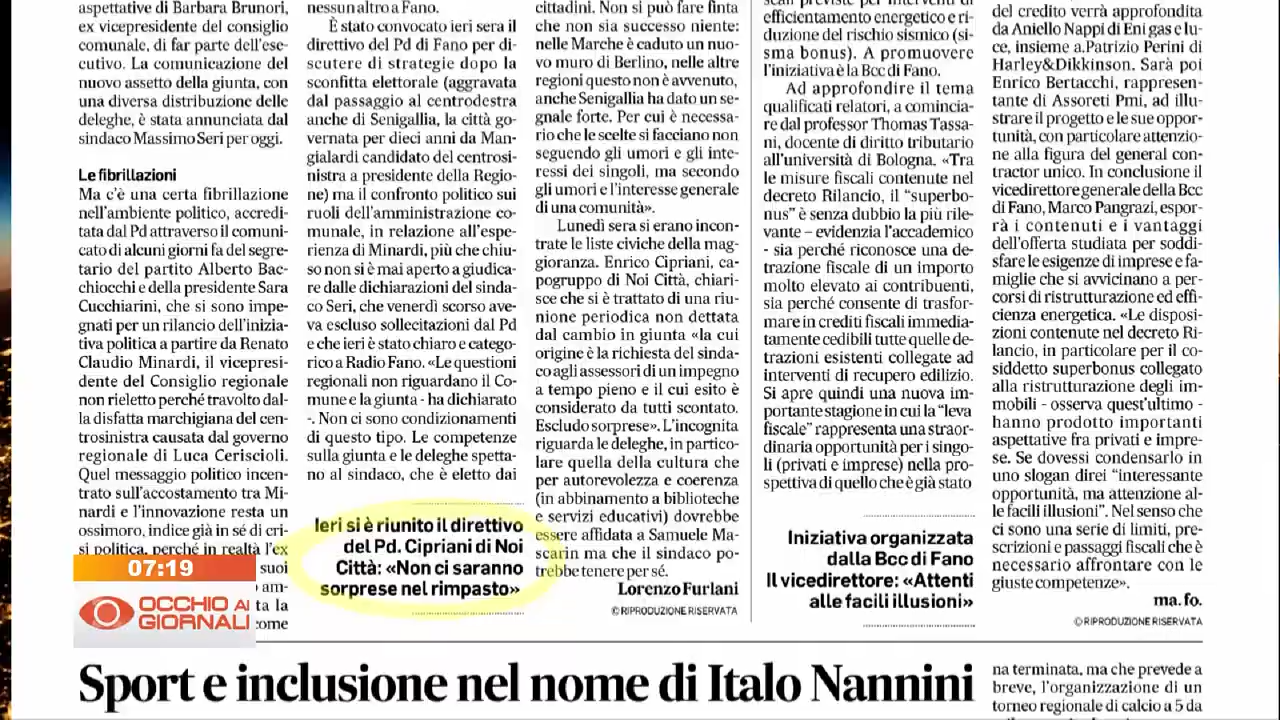 aspettative di Barbara Brunori,
ex vicepresidente del consiglio
comunale, di far parte dell'ese-
cutivo. La comunicazione del
nuovo assetto della giunta, con
una diversa distribuzione delle
deleghe, è stata annunciata dal
sindaco Massimo Seri per oggi.
Le fibrillazioni
Ma c'è una certa fibrillazione
nell'ambiente politico, accredi-
tata dal Pd attraverso il comuni-
cato di alcuni giorni fa del segre-
tario del partito Alberto Bac-
chiocchi e della presidente Sara
Cucchiarini, che si sono impe-
gnati per un rilancio dell'inizia-
tiva politica a partire da Renato
Claudio Minardi, il vicepresi-
dente del Consiglio regionale
non rieletto perché travolto dal-
la disfatta marchigiana del cen-
trosinistra causata dal governo
regionale di Luca Ceriscioli.
Quel messaggio politico incen-
trato sull'accostamento tra Mi-
nardi e l'innovazione resta un
ossimoro, indice già in sé di cri-
si politica, perché in realtà l'ex
suoi
am-
ta la
come
nessun altro a Fano.
È stato convocato ieri sera il
direttivo del Pd di Fano per di-
scutere di strategie dopo la
sconfitta elettorale (aggravata
dal passaggio al centrodestra
anche di Senigallia, la città go-
vernata per dieci anni da Man-
gialardi candidato del centrosi-
nistra a presidente della Regio-
ne) ma il confronto politico sui
ruoli dell'amministrazione co-
munale, in relazione all'espe-
rienza di Minardi, più che chiu-
so non si è mai aperto a giudica-
re dalle dichiarazioni del sinda-
co Seri, che venerdì scorso ave-
va escluso sollecitazioni dal Pd
e che ieri è stato chiaro e catego-
rico a Radio Fano. «Le questioni
regionali non riguardano il Co-
mune e la giunta - ha dichiarato
-. Non ci sono condizionamenti
di questo tipo. Le competenze
sulla giunta e le deleghe spetta-
no al sindaco, che è eletto dai
Ieri si è riunito il direttivo
del Pd. Cipriani di Noi
Città: «Non ci saranno
sorprese nel rimpasto»
cittadini. Non si può fare finta
che non sia successo niente:
nelle Marche è caduto un nuo-
vo muro di Berlino, nelle altre
regioni questo non è avvenuto,
anche Senigallia ha dato un se-
gnale forte. Per cui è necessa-
rio che le scelte si facciano non
seguendo gli umori e gli inte-
ressi dei singoli, ma secondo
gli umori e l'interesse generale
di una comunità».
Lunedì sera si erano incon-
trate le liste civiche della mag-
gioranza. Enrico Cipriani, ca-
pogruppo di Noi Città, chiari-
sce che si è trattato di una riu-
nione periodica non dettata
dal cambio in giunta «la cui
origine è la richiesta del sinda-
co agli assessori di un impegno
a tempo pieno e il cui esito è
considerato da tutti scontato.
Escludo sorprese». L'incognita
riguarda le deleghe, in partico-
lare quella della cultura che
per autorevolezza e coerenza
(in abbinamento a biblioteche
e servizi educativi) dovrebbe
essere affidata a Samuele Ma-
scarin ma che il sindaco po-
trebbe tenere per sé.
Lorenzo Furlani
©RIPRODUZIONE RISERVATA
scali previste per interventi di
efficientamento energetico e ri-
duzione del rischio sismico (si-
sma bonus). A promuovere
l'iniziativa è la Bcc di Fano.
Ad approfondire il tema
qualificati relatori, a comincia-
re dal professor Thomas Tassa-
ni, docente di diritto tributario
all'università di Bologna. «Tra
le misure fiscali contenute nel
decreto Rilancio, il "superbo-
nus" è senza dubbio la più rile-
vante – evidenzia l'accademico
- sia perché riconosce una de-
trazione fiscale di un importo
molto elevato ai contribuenti,
sia perché consente di trasfor-
mare in crediti fiscali immedia-
tamente cedibili tutte quelle de-
trazioni esistenti collegate ad
interventi di recupero edilizio.
Si apre quindi una nuova im-
portante stagione in cui la "leva
fiscale" rappresenta una straor-
dinaria opportunità per i singo-
li (privati e imprese) nella pro-
spettiva di quello che è già stato
Iniziativa organizzata
dalla Bcc di Fano
Il vicedirettore: «Attenti
alle facili illusioni»
del credito verrà approfondita
da Aniello Nappi di Eni gas e lu-
ce, insieme a.Patrizio Perini di
Harley&Dikkinson. Sarà poi
Enrico Bertacchi, rappresen-
tante di Assoreti Pmi, ad illu-
strare il progetto e le sue oppor-
tunità, con particolare attenzio-
ne alla figura del general con-
tractor unico. In conclusione il
vicedirettore generale della Bcc
di Fano, Marco Pangrazi, espor-
rà i contenuti e i vantaggi
dell'offerta studiata per soddi-
sfare le esigenze di imprese e fa-
miglie che si avvicinano a per-
corsi di ristrutturazione ed effi-
cienza energetica. «Le disposi-
zioni contenute nel decreto Ri-
lancio, in particolare per il co-
siddetto superbonus collegato
alla ristrutturazione degli im-
mobili - osserva quest'ultimo -
hanno prodotto importanti
aspettative fra privati e impre-
se. Se dovessi condensarlo in
uno slogan direi "interessante
opportunità, ma attenzione al-
le facili illusioni". Nel senso che
ci sono una serie di limiti, pre-
scrizioni e passaggi fiscali che è
necessario affrontare con le
giuste competenze».
ma. fo.
©RIPRODUZIONE RISERVATA
07:19
OCCHIO AI
GIORNALI
Sport e inclusione nel nome di Italo Nannini
na terminata, ma che prevede a
breve, l'organizzazione di un
torneo regionale di calcio a 5 da